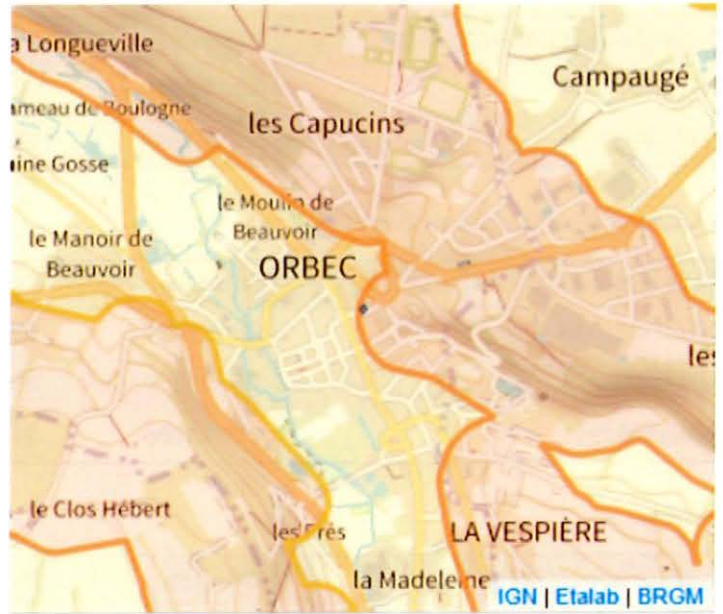 a Longueville
Campaugé
ameau de Boulogne
les Capucins
ine Gosse
le Moulin de
Beauvoir
le Manoir de
Beauvoir
ORBEC
les
le Clos Hébert
les Prés
LA VESPIÈRE
la Madeleine
IGN | Etalab | BRGM